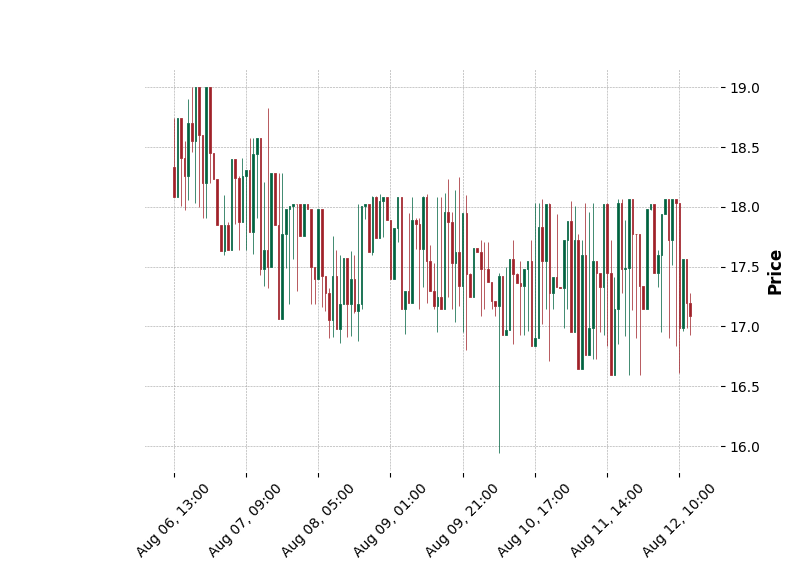 19.0
18.5
18.0
17.5
17.0
16.5
16.0
Price
Aug 06, 13:00
Aug 07, 09:00
Aug 08, 05:00
Aug 09, 01:00
Aug 09, 21:00
Aug 10, 17:00
Aug 11, 14:00
Aug 12, 10:00